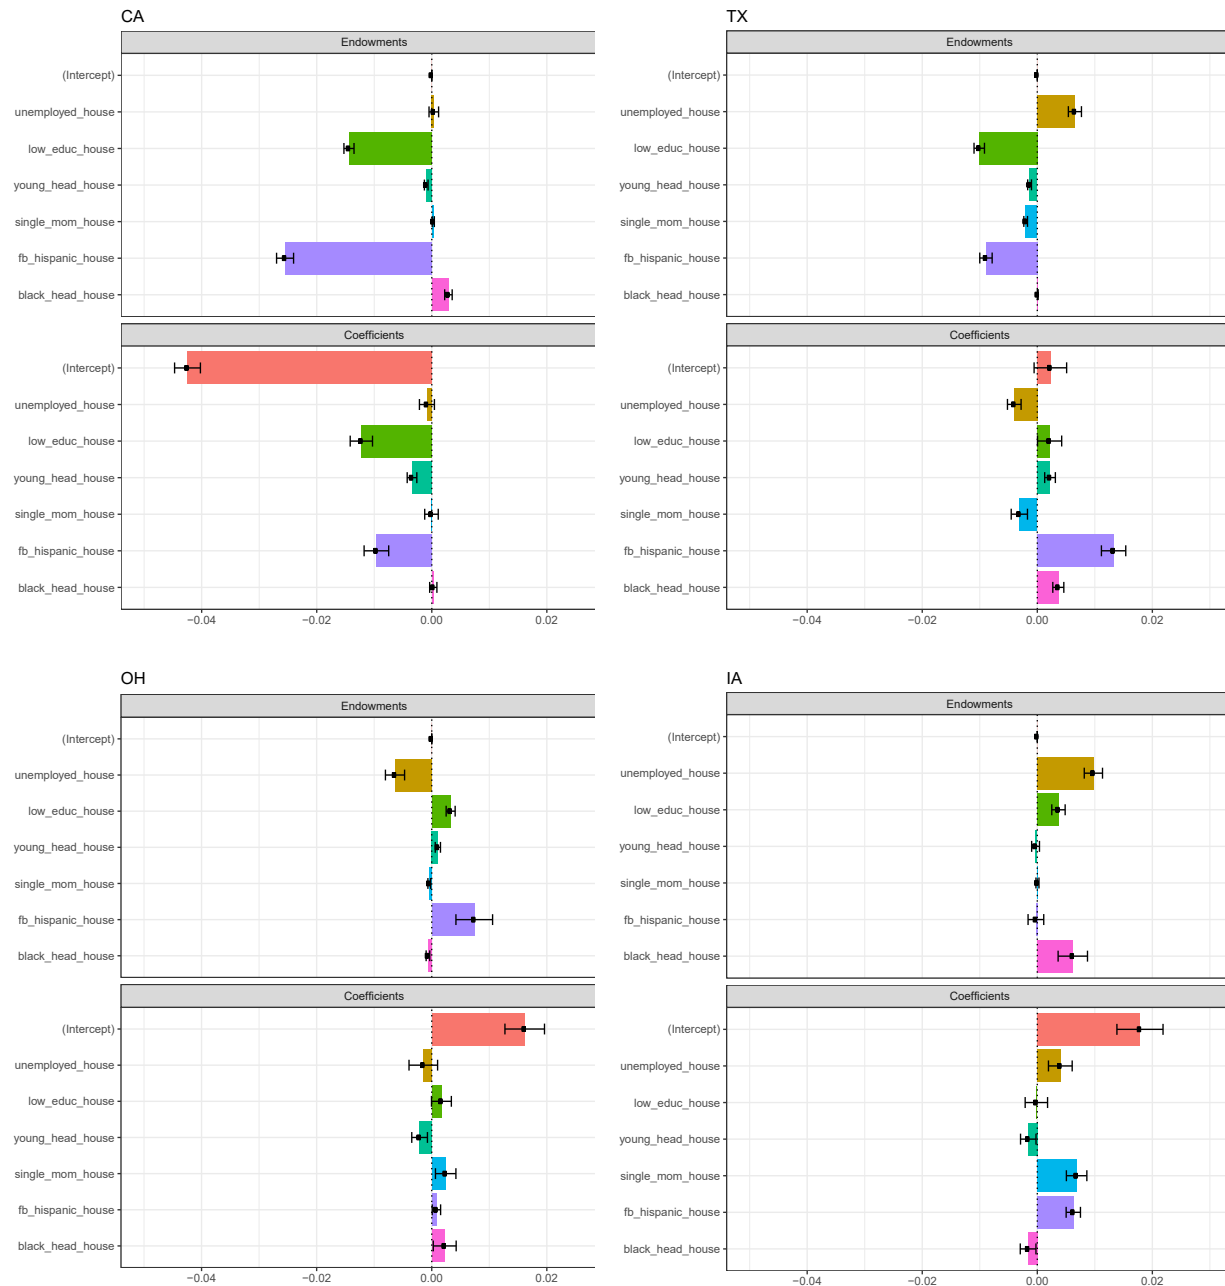 CA
Endowments
(Intercept)
unemployed_house
low_educ_house
young_head_house
single_mom_house
fb_hispanic_house
black_head_house
Coefficients
(Intercept)
unemployed_house
low_educ_house
young_head_house
single_mom_house
fb_hispanic_house
black_head_house
−0.04 −0.02 0.00 0.02
TX
Endowments
(Intercept)
unemployed_house
low_educ_house
young_head_house
single_mom_house
fb_hispanic_house
black_head_house
Coefficients
(Intercept)
unemployed_house
low_educ_house
young_head_house
single_mom_house
fb_hispanic_house
black_head_house
−0.04 −0.02 0.00 0.02
OH
Endowments
(Intercept)
unemployed_house
low_educ_house
young_head_house
single_mom_house
fb_hispanic_house
black_head_house
Coefficients
(Intercept)
unemployed_house
low_educ_house
young_head_house
single_mom_house
fb_hispanic_house
black_head_house
−0.04 −0.02 0.00 0.02
IA
Endowments
(Intercept)
unemployed_house
low_educ_house
young_head_house
single_mom_house
fb_hispanic_house
black_head_house
Coefficients
(Intercept)
unemployed_house
low_educ_house
young_head_house
single_mom_house
fb_hispanic_house
black_head_house
−0.04 −0.02 0.00 0.02